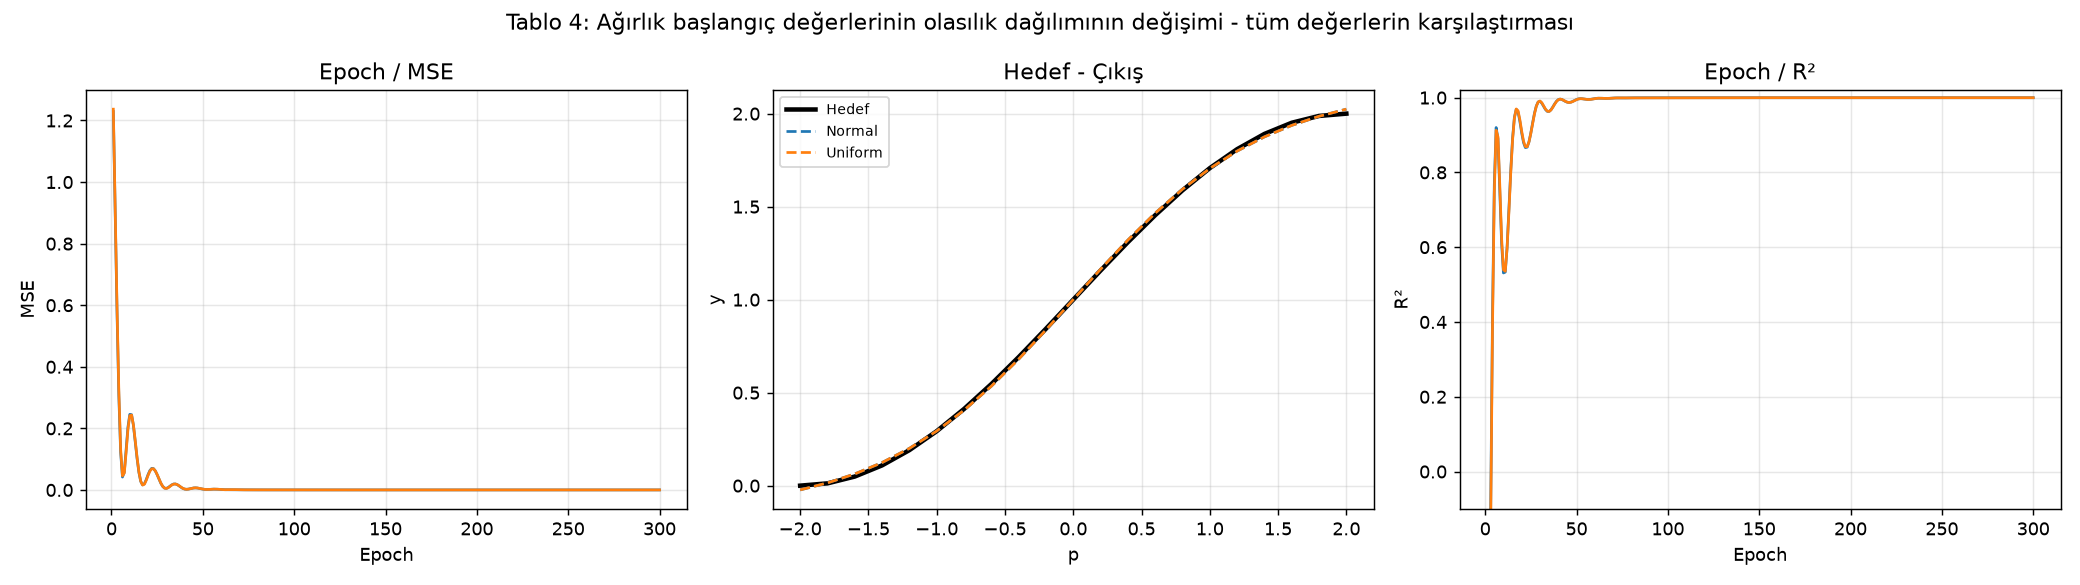 Tablo 4: Ağırlık başlangıç değerlerinin olasılık dağılımının değişimi - tüm değerlerin karşılaştırması
Epoch / MSE
MSE
1.2
1.0
0.8
0.6
0.4
0.2
0.0
0 50 100 150 200 250 300
Epoch
Hedef - Çıkış
Hedef
Normal
Uniform
y
2.0
1.5
1.0
0.5
0.0
−2.0 −1.5 −1.0 −0.5 0.0 0.5 1.0 1.5 2.0
p
Epoch / R²
R²
1.0
0.8
0.6
0.4
0.2
0.0
0 50 100 150 200 250 300
Epoch